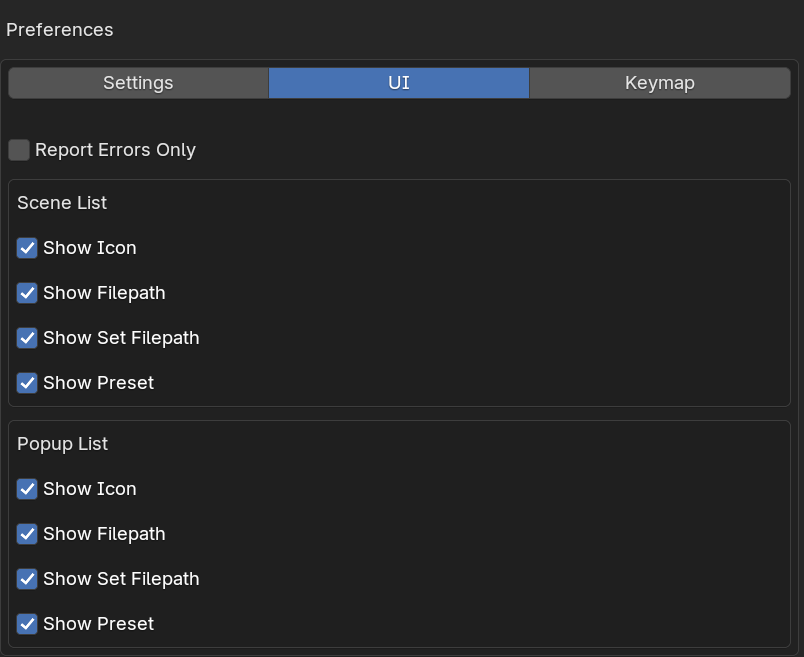 Preferences
Settings UI Keymap
Report Errors Only
Scene List
Show Icon
Show Filepath
Show Set Filepath
Show Preset
Popup List
Show Icon
Show Filepath
Show Set Filepath
Show Preset